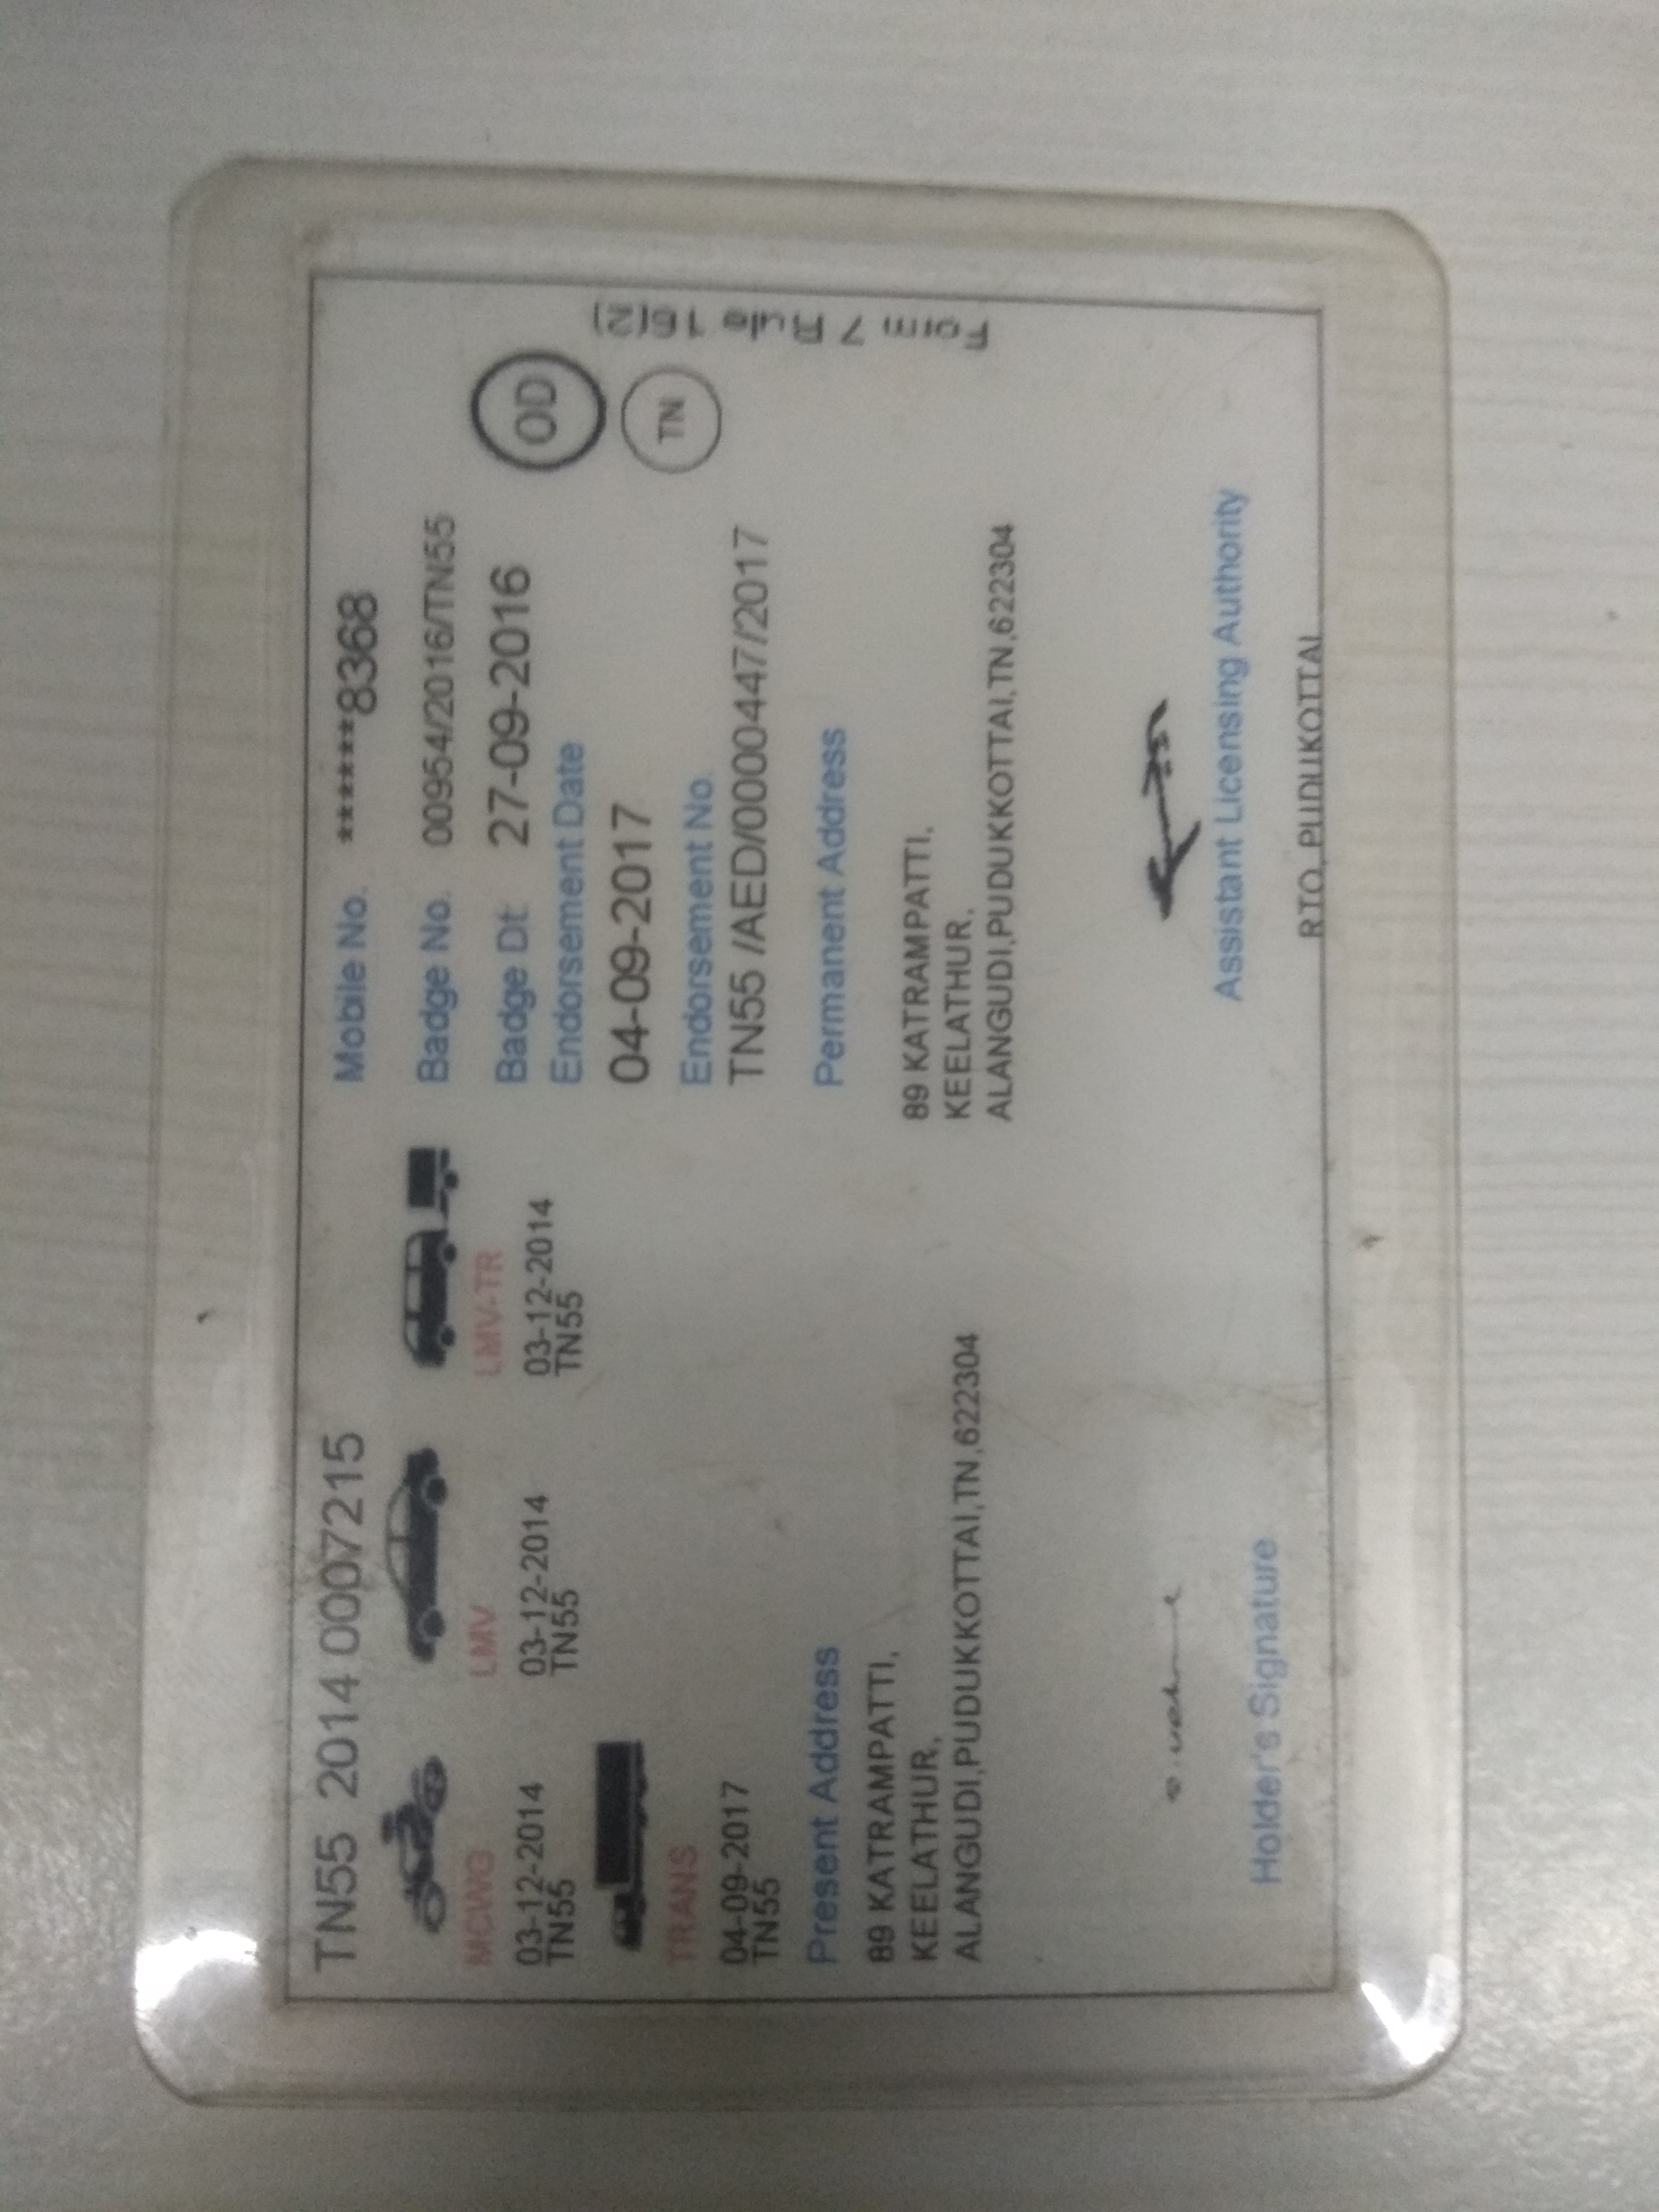 TN55 2014 0007215
MCWG
03-12-2014
TN55
LMV
03-12-2014
TN55
LMV-TR
03-12-2014
TN55
TRANS
04-09-2017
TN55
Mobile No. ******8368
Badge No. 00954/2016/TN55
Badge Dt. 27-09-2016
Endorsement Date
04-09-2017
Endorsement No.
TN55 /AED/0000447/2017
OD
TN
Form 7 Rule 16(2)
Present Address
89 KATRAMPATTI,
KEELATHUR,
ALANGUDI,PUDUKKOTTAI,TN,622304
Permanent Address
89 KATRAMPATTI,
KEELATHUR,
ALANGUDI,PUDUKKOTTAI,TN,622304
Holder's Signature
Assistant Licensing Authority
RTO, PUDUKOTTAI